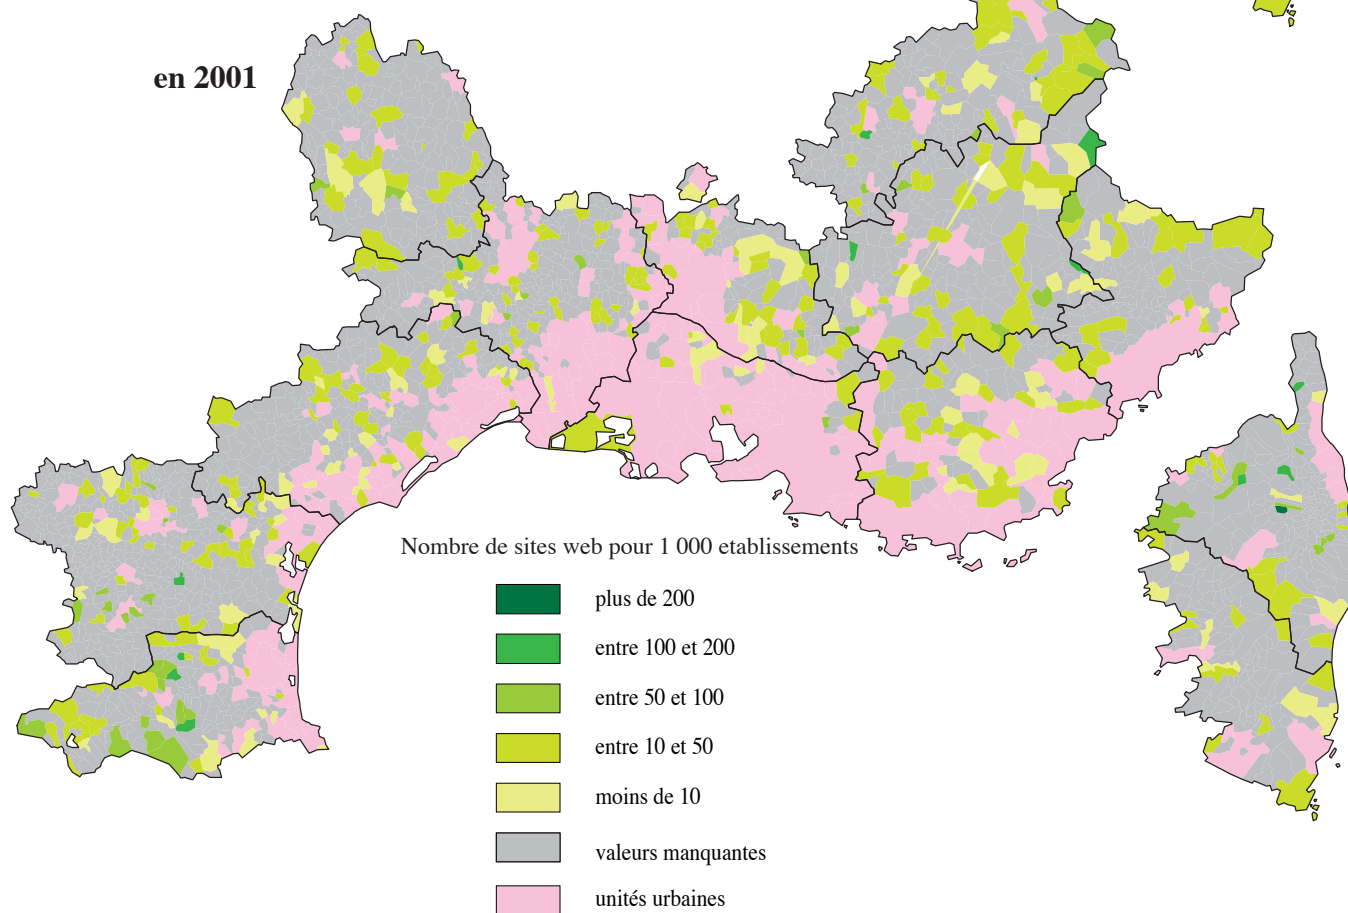 en 2001
Nombre de sites web pour 1 000 etablissements
plus de 200
entre 100 et 200
entre 50 et 100
entre 10 et 50
moins de 10
valeurs manquantes
unités urbaines